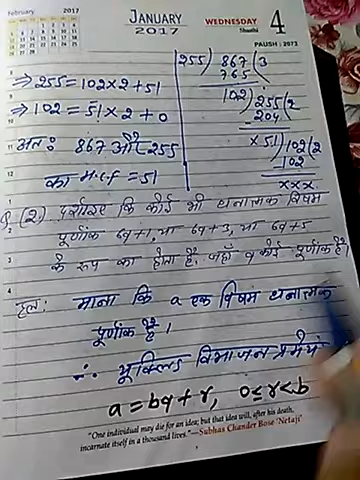 February 2017
JANUARY
2017
WEDNESDAY 4
PAUSH : 2073
255) 867 (3
765
⇒ 255 = 102 × 2 + 51
102) 255 (2
204
⇒ 102 = 51 × 2 + 0
× 51) 102 (2
102
×××
अतः 867 और 255
का म.स.F = 51
Q. (2) दर्शाइए कि कोई भी धनात्मक विषम
पूर्णांक 6q+1, या 6q+3, या 6q+5
के रूप का होता है, जहाँ q कोई पूर्णांक है।
हल: माना कि a एक विषम धनात्मक
पूर्णांक है।
∴ यूक्लिड विभाजन प्रमेय
a = bq + r, 0 ≤ r < b
"One individual may die for an idea; but that idea will, after his death,
incarnate itself in a thousand lives." – Subhas Chander Bose 'Netaji'